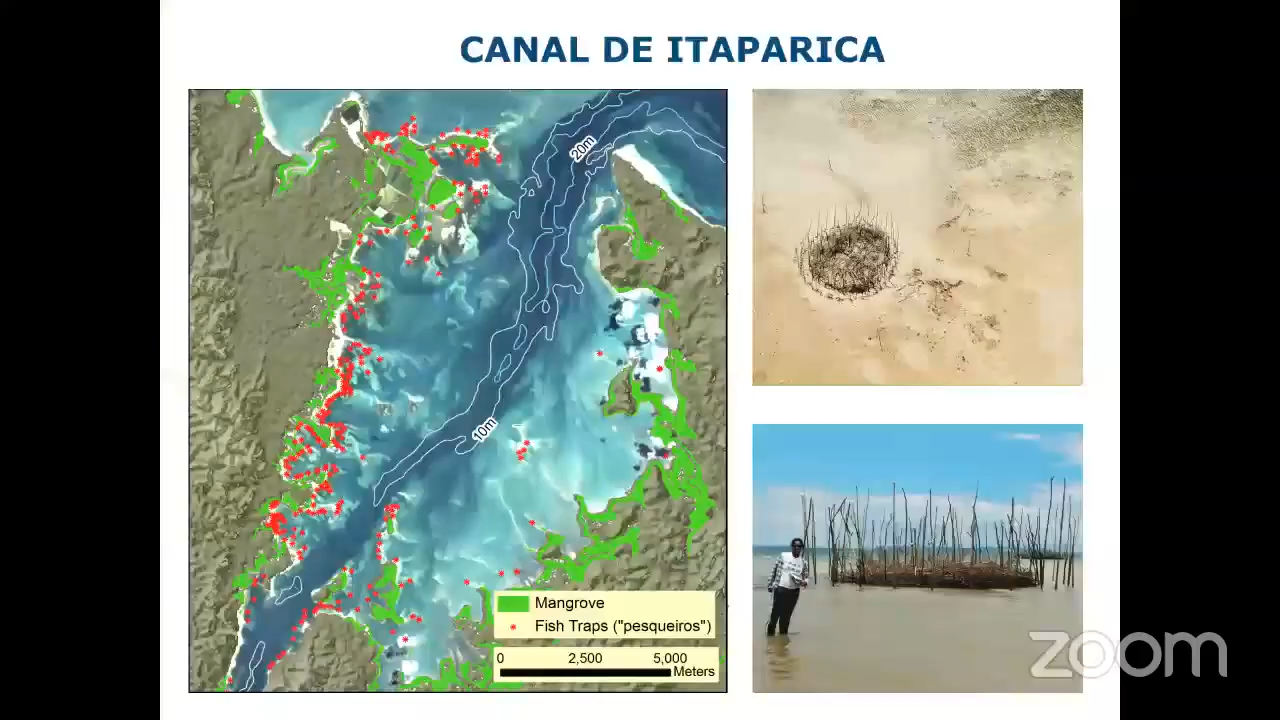 CANAL DE ITAPARICA
20m
10m
Mangrove
Fish Traps ("pesqueiros")
0 2,500 5,000
Meters
zoom